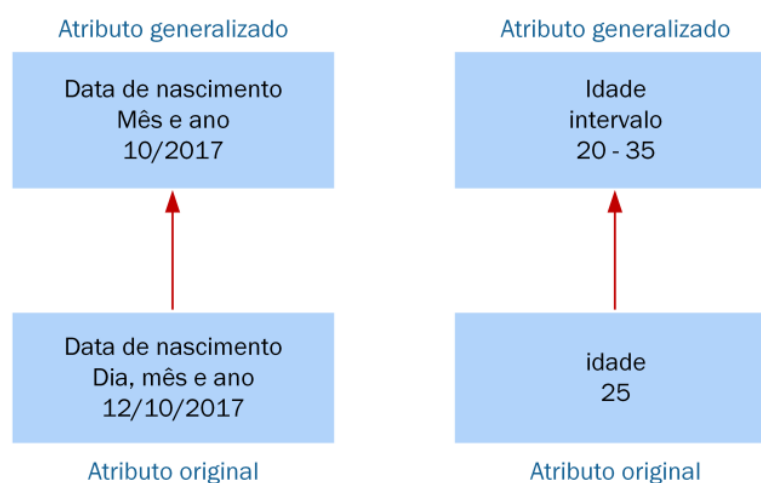 Atributo generalizado
Data de nascimento
Mês e ano
10/2017
Data de nascimento
Dia, mês e ano
12/10/2017
Atributo original
Atributo generalizado
Idade
intervalo
20 - 35
idade
25
Atributo original